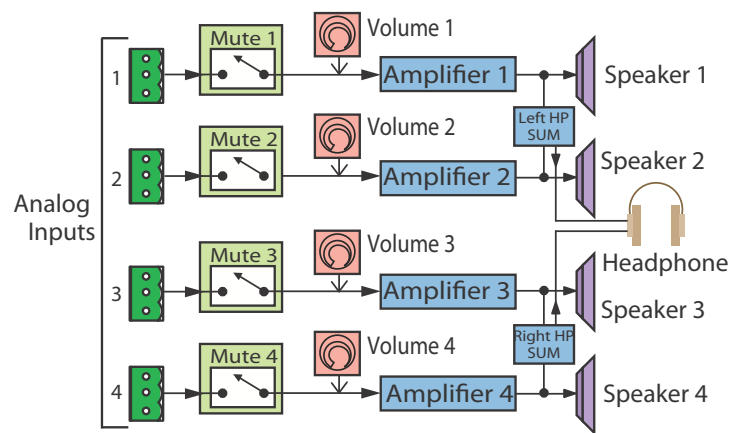 Mute 1
Volume 1
1
Amplifier 1
Speaker 1
Left HP
SUM
Mute 2
Volume 2
2
Amplifier 2
Speaker 2
Analog
Inputs
Mute 3
Volume 3
Headphone
3
Amplifier 3
Speaker 3
Right HP
SUM
Mute 4
Volume 4
4
Amplifier 4
Speaker 4